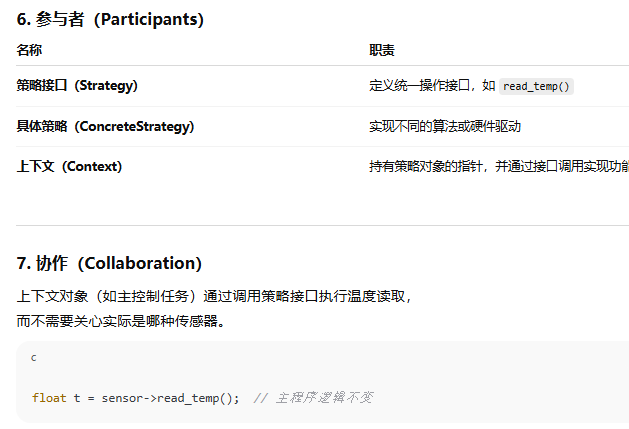 6. 参与者（Participants）
名称 职责
策略接口（Strategy） 定义统一操作接口，如 read_temp()
具体策略（ConcreteStrategy） 实现不同的算法或硬件驱动
上下文（Context） 持有策略对象的指针，并通过接口调用实现功能
7. 协作（Collaboration）
上下文对象（如主控制任务）通过调用策略接口执行温度读取，
而不需要关心实际是哪种传感器。
c
float t = sensor->read_temp();  // 主程序逻辑不变